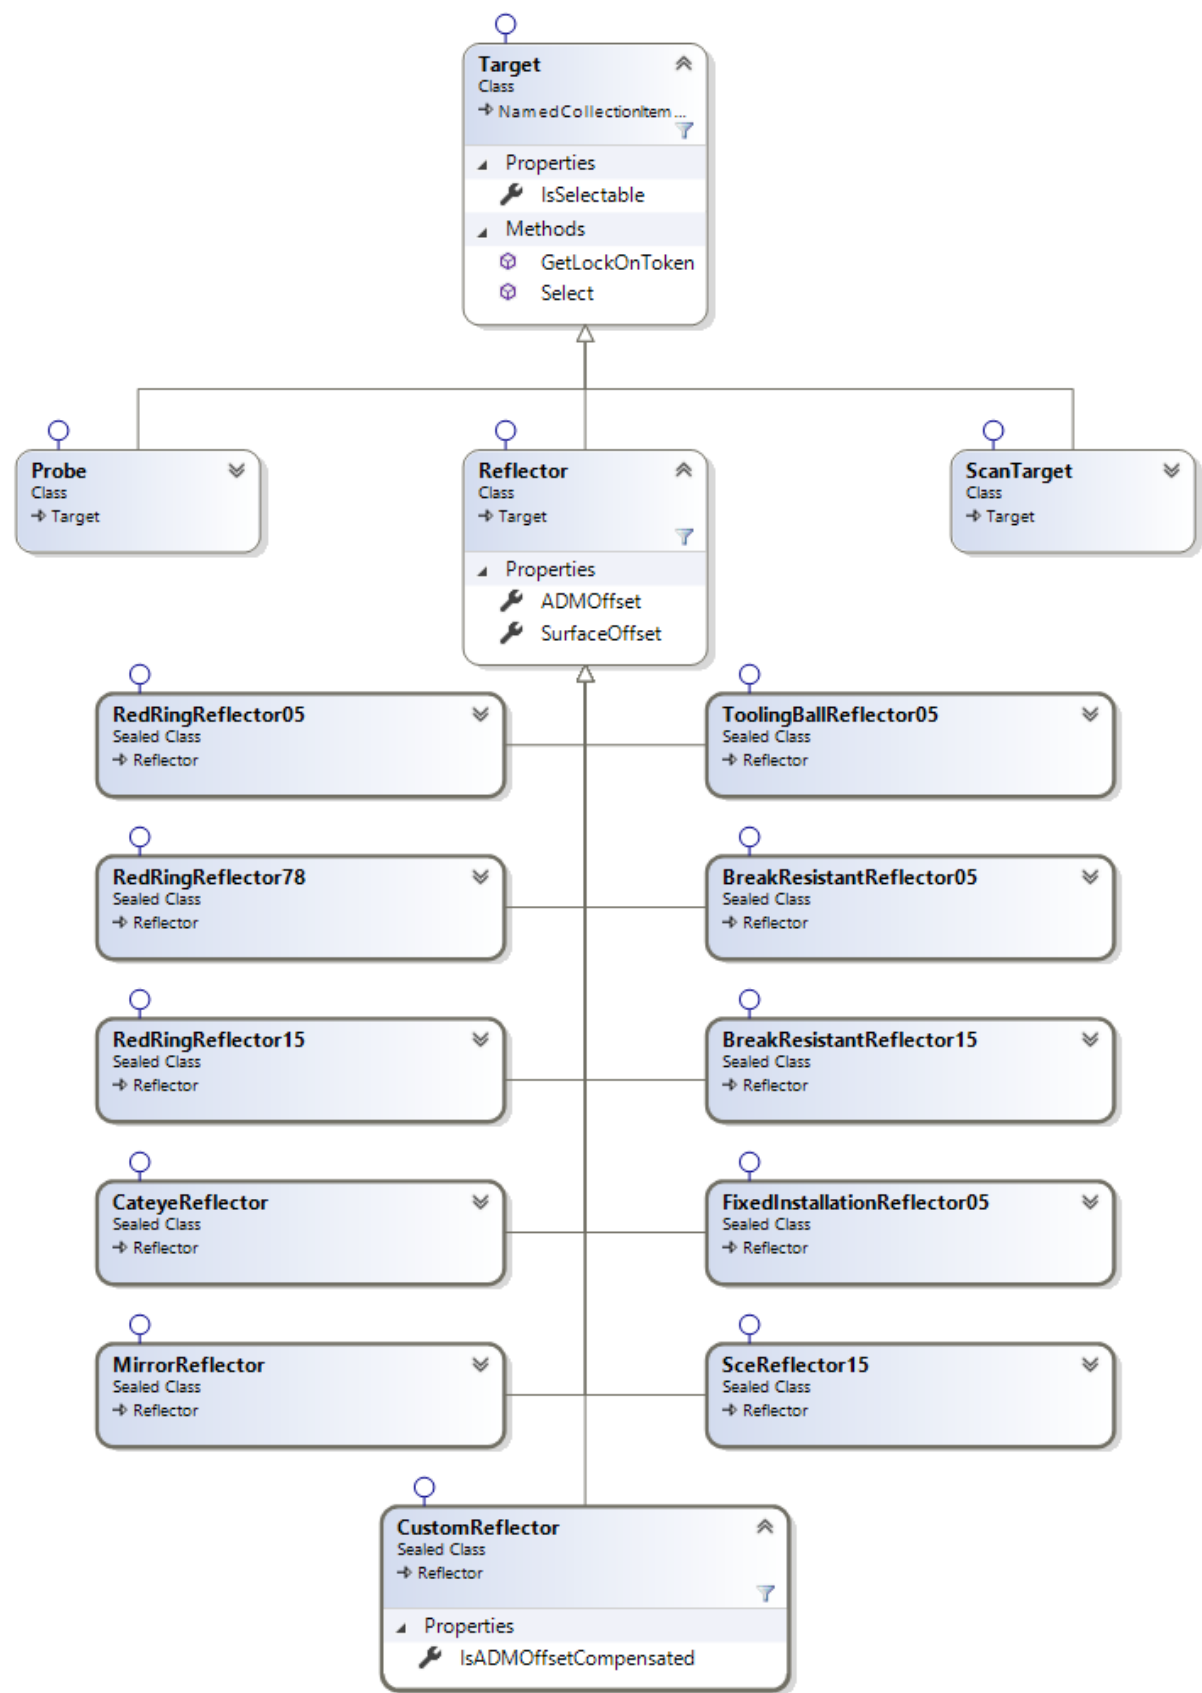 Target
Class
NamedCollectionItem...
Properties
IsSelectable
Methods
GetLockOnToken
Select
Probe
Class
Target
Reflector
Class
Target
Properties
ADMOffset
SurfaceOffset
ScanTarget
Class
Target
RedRingReflector05
Sealed Class
Reflector
ToolingBallReflector05
Sealed Class
Reflector
RedRingReflector78
Sealed Class
Reflector
BreakResistantReflector05
Sealed Class
Reflector
RedRingReflector15
Sealed Class
Reflector
BreakResistantReflector15
Sealed Class
Reflector
CateyeReflector
Sealed Class
Reflector
FixedInstallationReflector05
Sealed Class
Reflector
MirrorReflector
Sealed Class
Reflector
SceReflector15
Sealed Class
Reflector
CustomReflector
Sealed Class
Reflector
Properties
IsADMOffsetCompensated